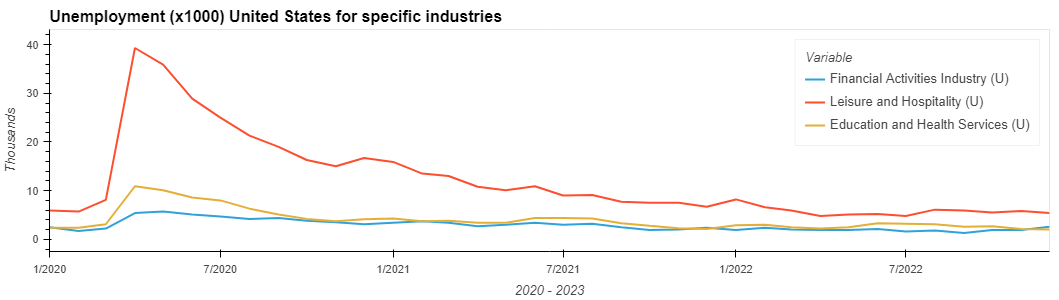 Unemployment (x1000) United States for specific industries
Thousands
40
30
20
10
0
Variable
Financial Activities Industry (U)
Leisure and Hospitality (U)
Education and Health Services (U)
1/2020 7/2020 1/2021 7/2021 1/2022 7/2022
2020 - 2023